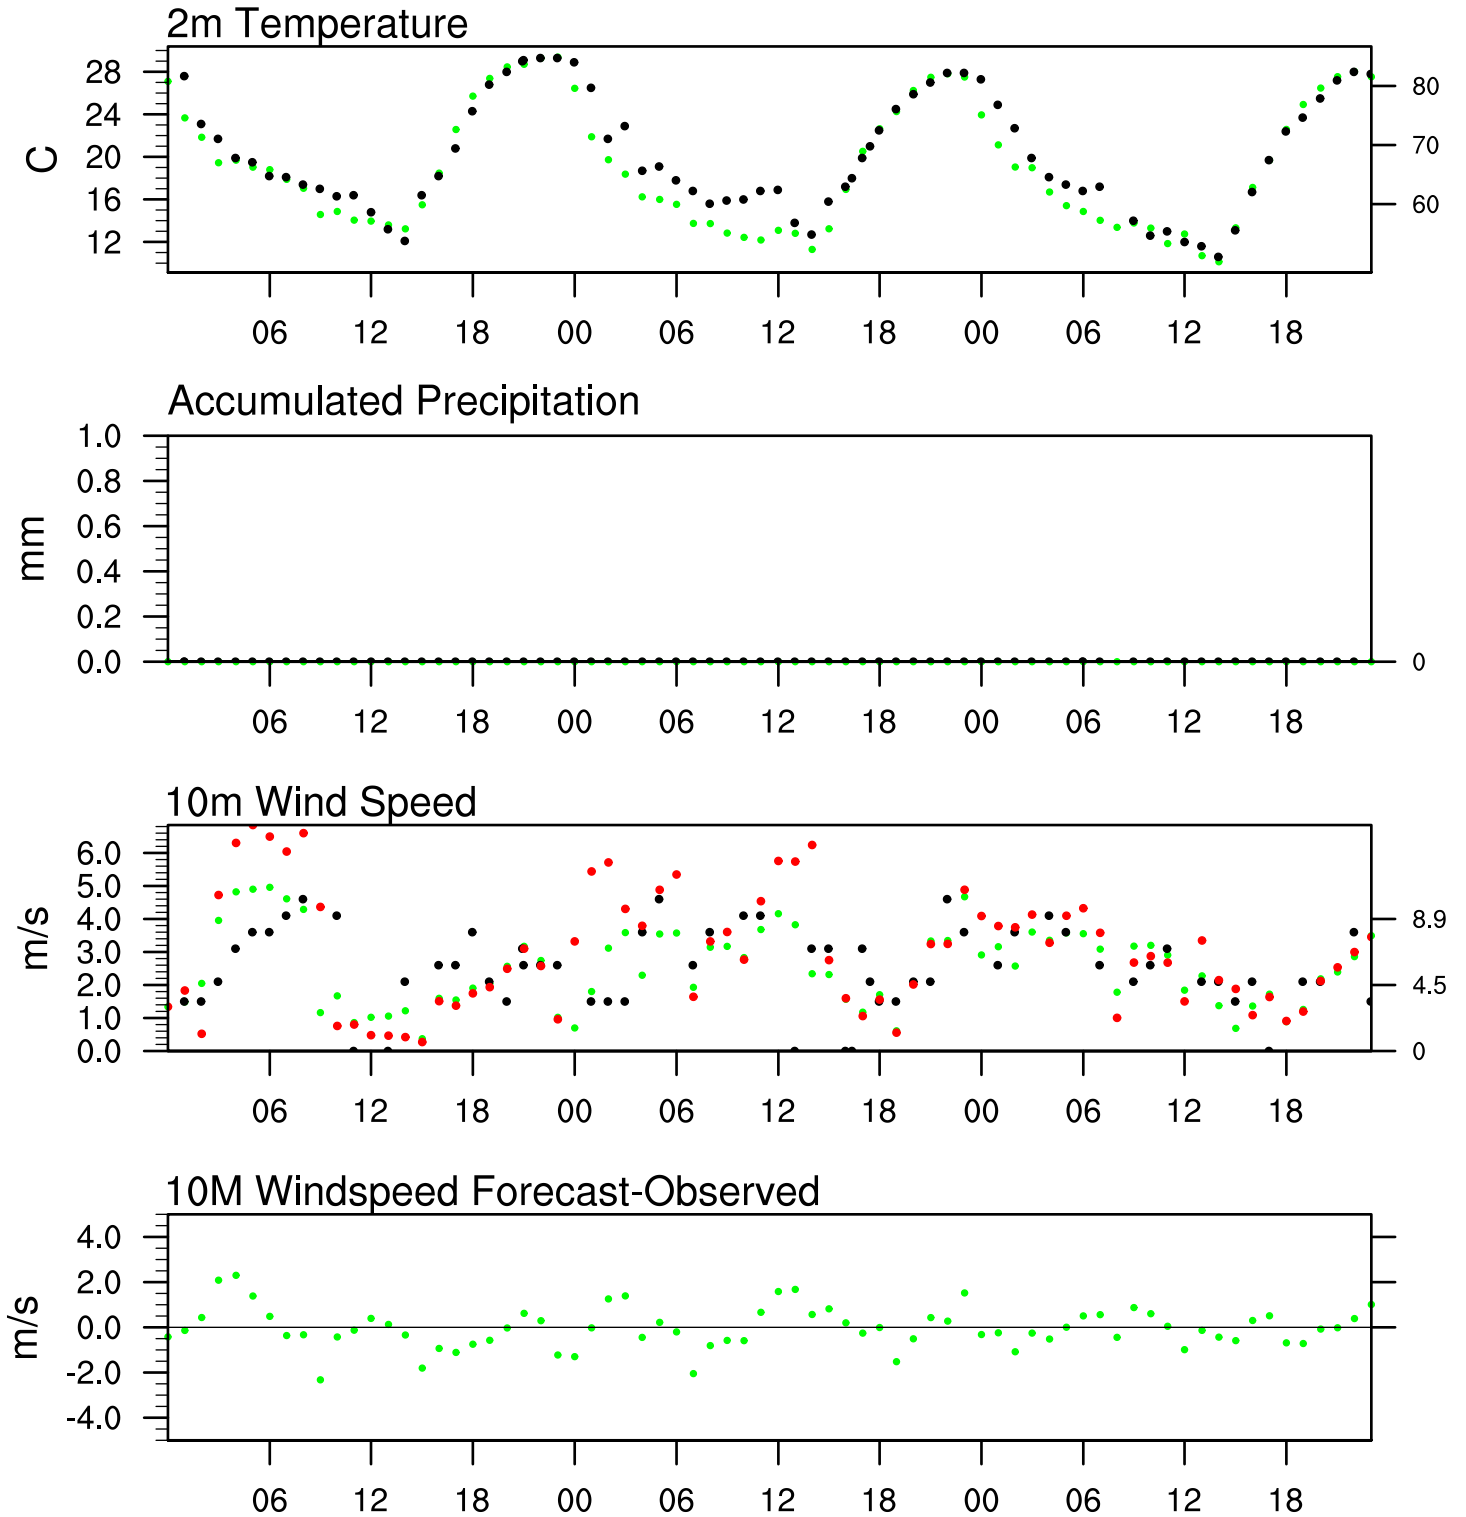 2m Temperature
28
24
20
16
12
C
80
70
60
06 12 18 00 06 12 18 00 06 12 18
Accumulated Precipitation
1.0
0.8
0.6
0.4
0.2
0.0
mm
0
06 12 18 00 06 12 18 00 06 12 18
10m Wind Speed
6.0
5.0
4.0
3.0
2.0
1.0
0.0
m/s
8.9
4.5
0
06 12 18 00 06 12 18 00 06 12 18
10M Windspeed Forecast-Observed
4.0
2.0
0.0
-2.0
-4.0
m/s
06 12 18 00 06 12 18 00 06 12 18